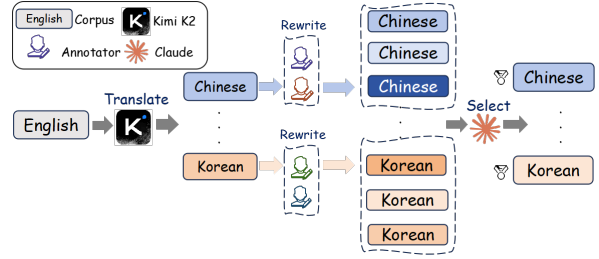 English Corpus K Kimi K2
Annotator Claude
Rewrite
Chinese
Chinese
Chinese
Chinese
Chinese
Translate
Select
English
K
Rewrite
Korean
Korean
Korean
Korean
Korean